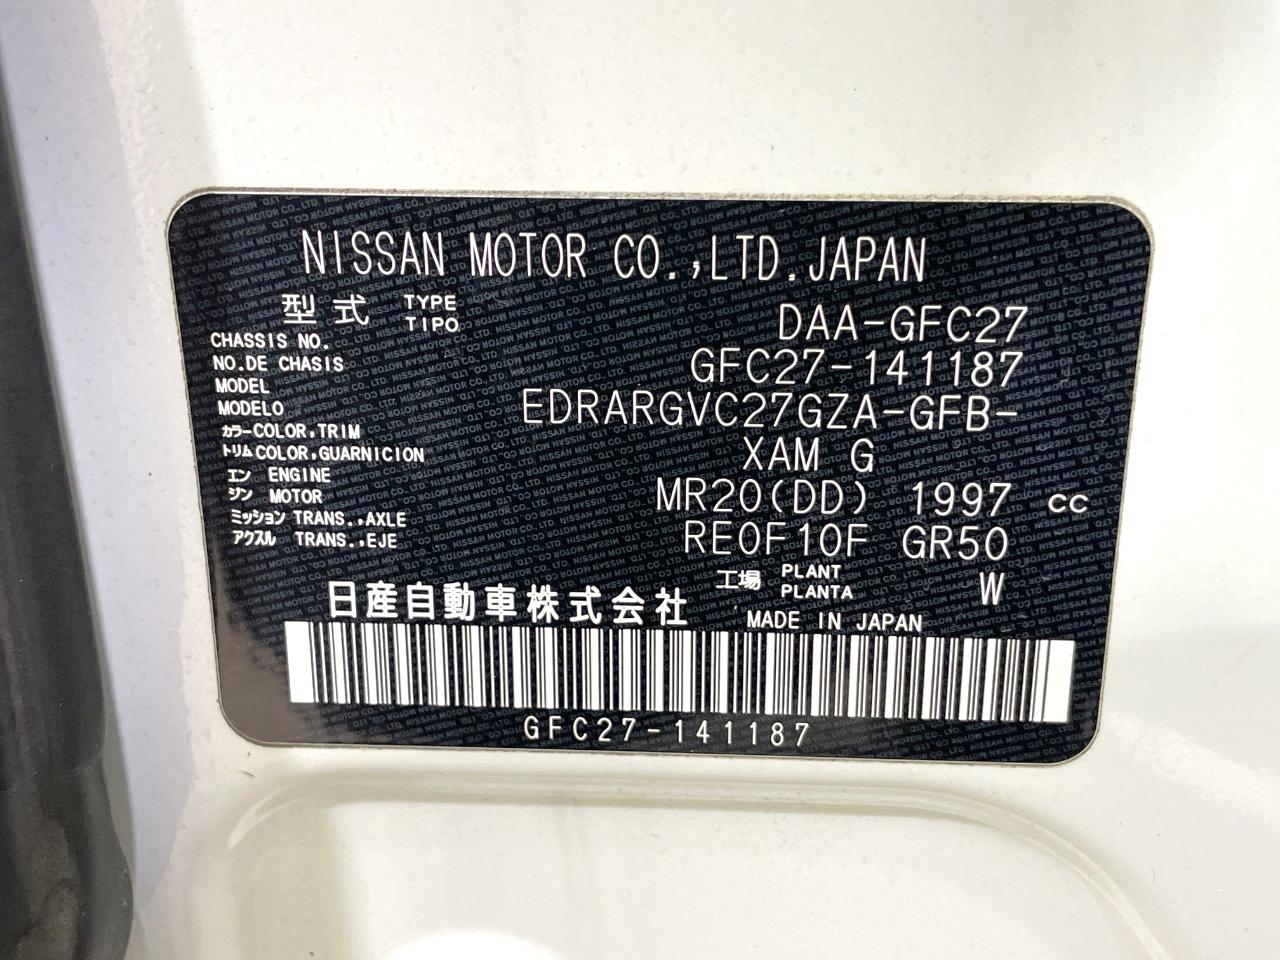 NISSAN MOTOR CO.,LTD.JAPAN
型式 TYPE TIPO DAA-GFC27
CHASSIS NO.
NO.DE CHASIS GFC27-141187
MODEL
MODELO EDRARGVC27GZA-GFB-
カラー COLOR,TRIM
トリム COLOR,GUARNICION XAM G
エン ENGINE
ジン MOTOR MR20(DD) 1997 cc
ミッション TRANS.,AXLE
アクスル TRANS.,EJE RE0F10F GR50
工場 PLANT PLANTA W
日産自動車株式会社 MADE IN JAPAN
GFC27-141187